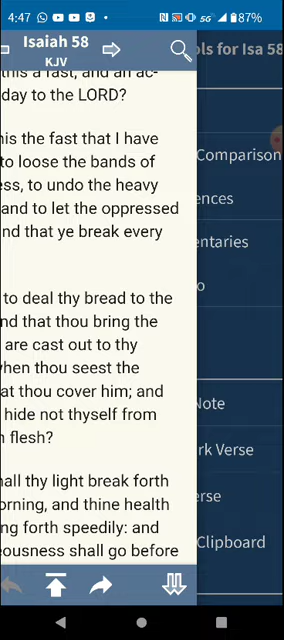 4:47
5G
87%
Isaiah 58
KJV
ols for Isa 58
this a fast, and an ac-
day to the LORD?
his the fast that I have
to loose the bands of
ess, to undo the heavy
and to let the oppressed
nd that ye break every
to deal thy bread to the
nd that thou bring the
are cast out to thy
when thou seest the
at thou cover him; and
hide not thyself from
n flesh?
hall thy light break forth
orning, and thine health
ng forth speedily: and
eousness shall go before
Comparison
ences
entaries
o
Note
rk Verse
erse
Clipboard